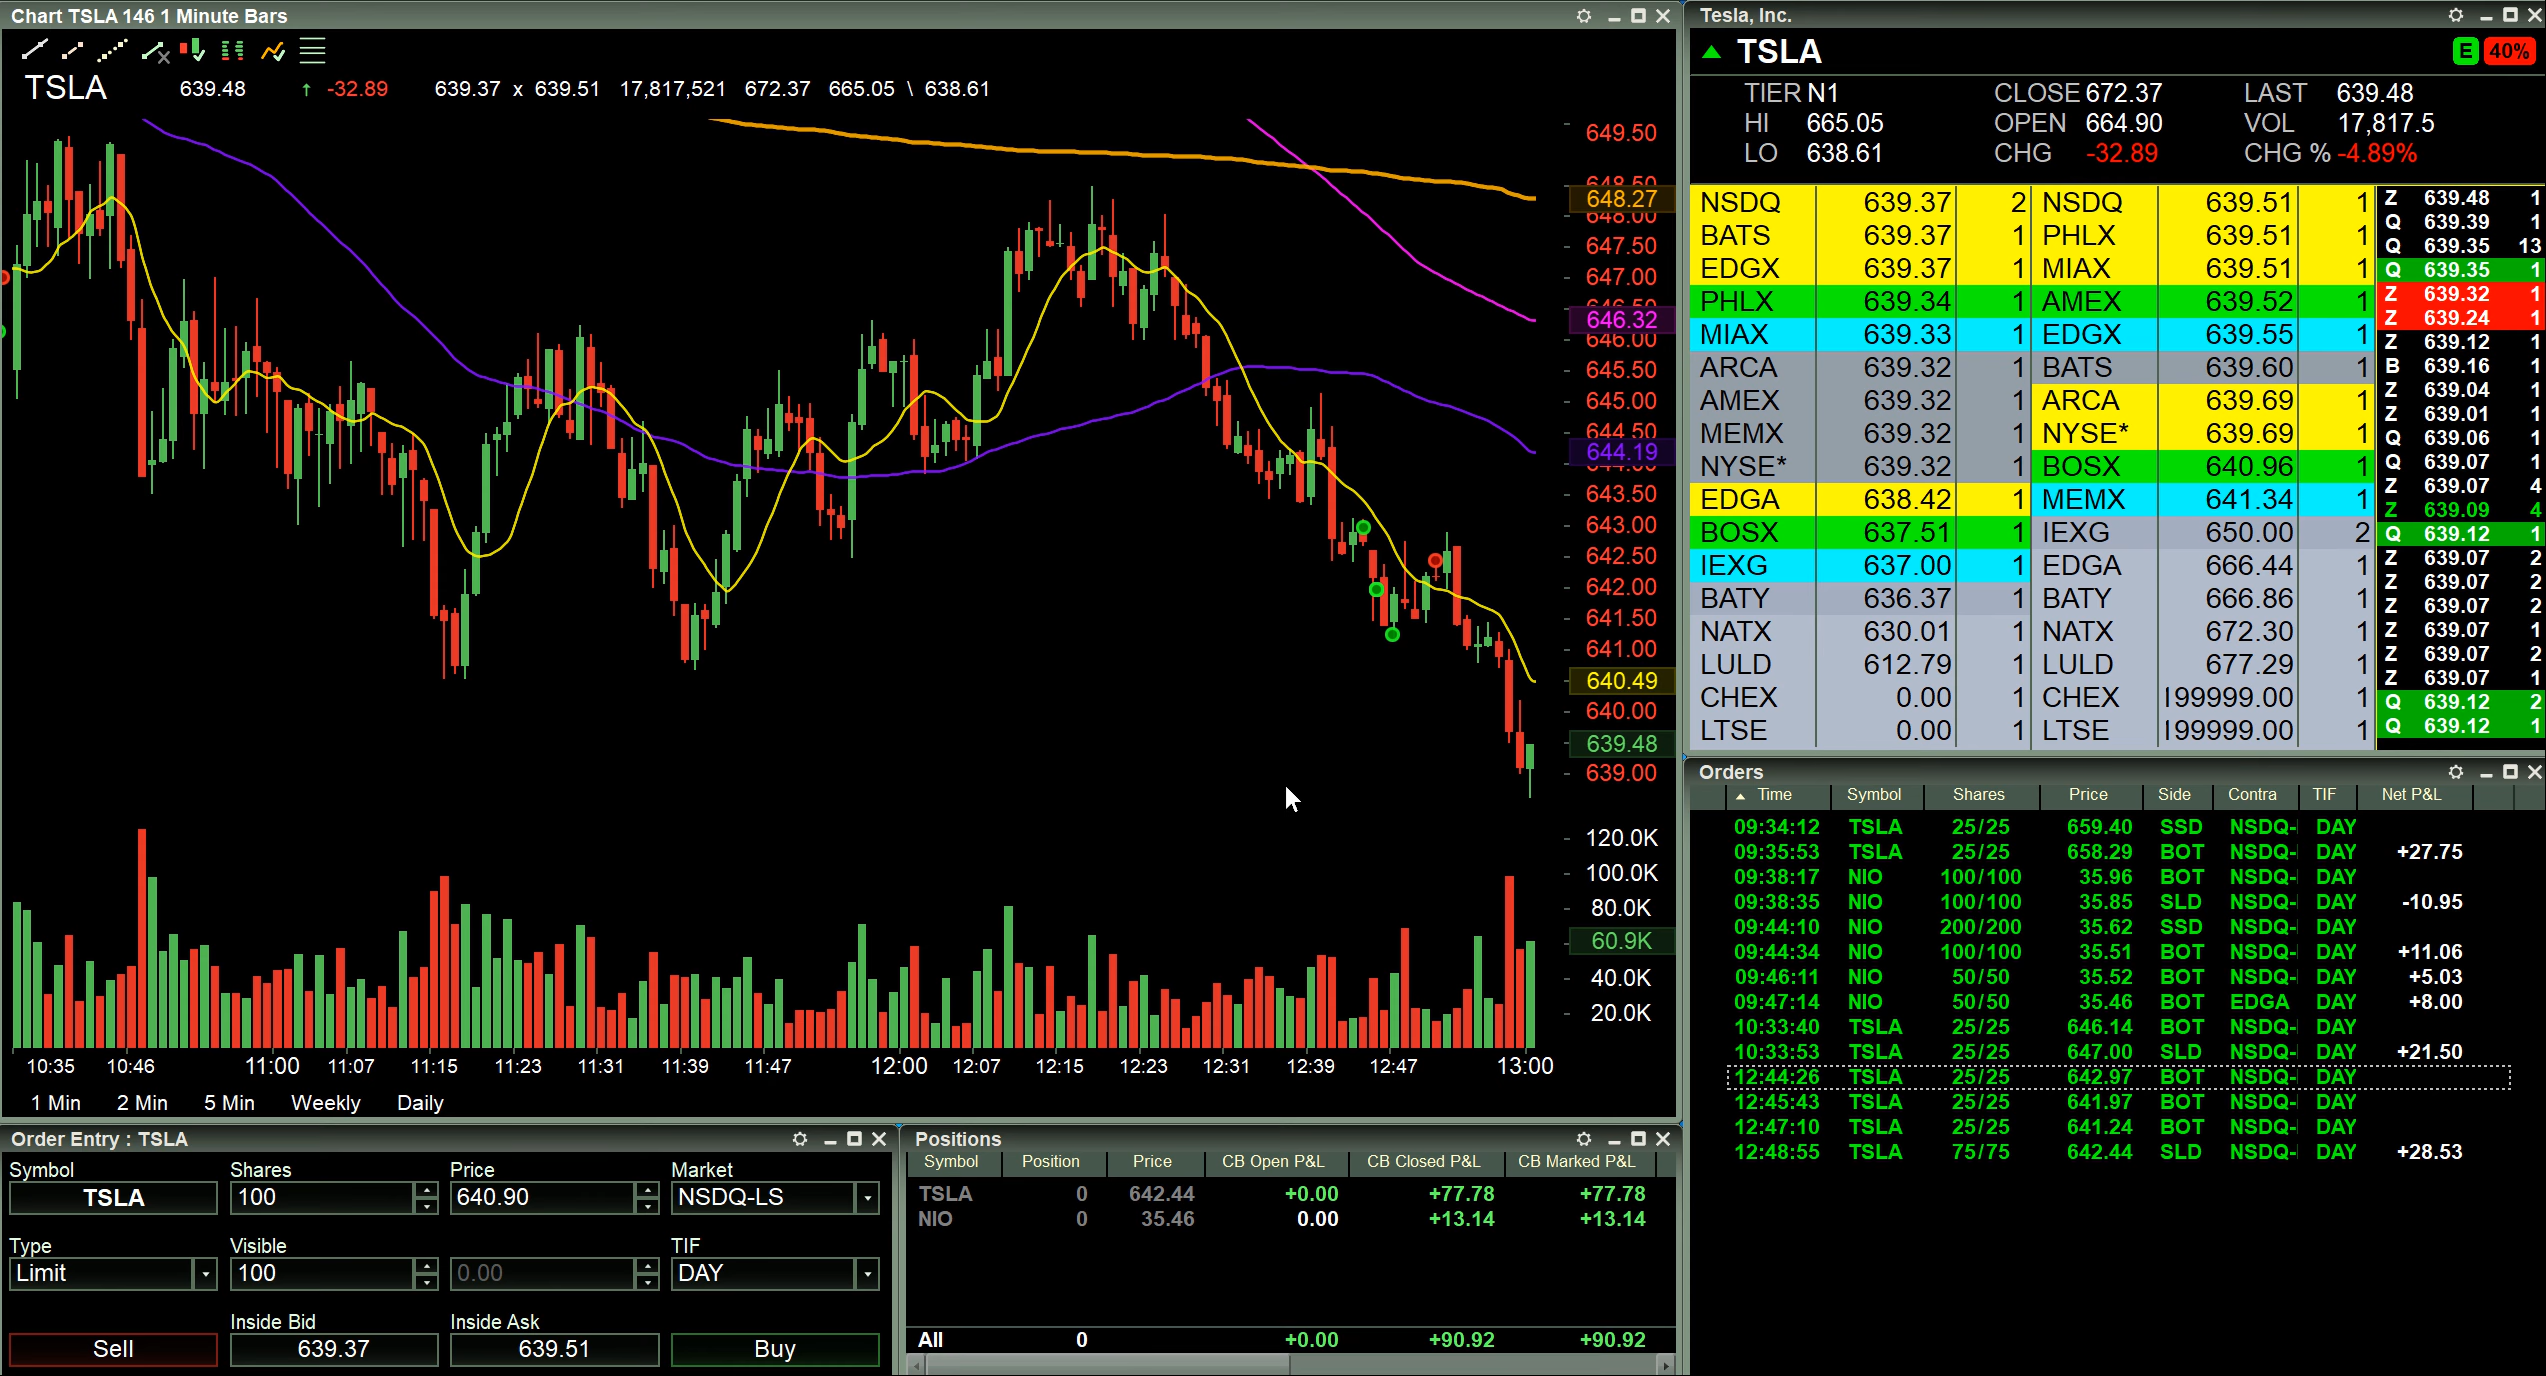 Chart TSLA 146 1 Minute Bars
TSLA 639.48 ↑ -32.89 639.37 x 639.51 17,817,521 672.37 665.05 \ 638.61
649.50
648.27
648.00
647.50
647.00
646.32
646.00
645.50
645.00
644.50
644.19
643.50
643.00
642.50
642.00
641.50
641.00
640.49
640.00
639.48
639.00
120.0K
100.0K
80.0K
60.9K
40.0K
20.0K
10:35 10:46 11:00 11:07 11:15 11:23 11:31 11:39 11:47 12:00 12:07 12:15 12:23 12:31 12:39 12:47 13:00
1 Min 2 Min 5 Min Weekly Daily
Order Entry : TSLA
Symbol Shares Price Market
TSLA 100 640.90 NSDQ-LS
Type Visible TIF
Limit 100 0.00 DAY
Inside Bid Inside Ask
Sell 639.37 639.51 Buy
Positions
Symbol Position Price CB Open P&L CB Closed P&L CB Marked P&L
TSLA 0 642.44 +0.00 +77.78 +77.78
NIO 0 35.46 0.00 +13.14 +13.14
All 0 +0.00 +90.92 +90.92
Tesla, Inc.
TSLA E 40%
TIER N1 CLOSE 672.37 LAST 639.48
HI 665.05 OPEN 664.90 VOL 17,817.5
LO 638.61 CHG -32.89 CHG % -4.89%
NSDQ 639.37 2 NSDQ 639.51 1
BATS 639.37 1 PHLX 639.51 1
EDGX 639.37 1 MIAX 639.51 1
PHLX 639.34 1 AMEX 639.52 1
MIAX 639.33 1 EDGX 639.55 1
ARCA 639.32 1 BATS 639.60 1
AMEX 639.32 1 ARCA 639.69 1
MEMX 639.32 1 NYSE* 639.69 1
NYSE* 639.32 1 BOSX 640.96 1
EDGA 638.42 1 MEMX 641.34 1
BOSX 637.51 1 IEXG 650.00 2
IEXG 637.00 1 EDGA 666.44 1
BATY 636.37 1 BATY 666.86 1
NATX 630.01 1 NATX 672.30 1
LULD 612.79 1 LULD 677.29 1
CHEX 0.00 1 CHEX 199999.00 1
LTSE 0.00 1 LTSE 199999.00 1
Z 639.48 1
Q 639.39 1
Q 639.35 13
Q 639.35 1
Z 639.32 1
Z 639.24 1
Z 639.12 1
B 639.16 1
Z 639.04 1
Z 639.01 1
Q 639.06 1
Q 639.07 1
Z 639.07 4
Z 639.09 4
Q 639.12 1
Z 639.07 2
Z 639.07 2
Z 639.07 2
Z 639.07 1
Z 639.07 2
Z 639.07 1
Q 639.12 2
Q 639.12 1
Orders
Time Symbol Shares Price Side Contra TIF Net P&L
09:34:12 TSLA 25/25 659.40 SSD NSDQ- DAY
09:35:53 TSLA 25/25 658.29 BOT NSDQ- DAY +27.75
09:38:17 NIO 100/100 35.96 BOT NSDQ- DAY
09:38:35 NIO 100/100 35.85 SLD NSDQ- DAY -10.95
09:44:10 NIO 200/200 35.62 SSD NSDQ- DAY
09:44:34 NIO 100/100 35.51 BOT NSDQ- DAY +11.06
09:46:11 NIO 50/50 35.52 BOT NSDQ- DAY +5.03
09:47:14 NIO 50/50 35.46 BOT EDGA DAY +8.00
10:33:40 TSLA 25/25 646.14 BOT NSDQ- DAY
10:33:53 TSLA 25/25 647.00 SLD NSDQ- DAY +21.50
12:44:26 TSLA 25/25 642.97 BOT NSDQ- DAY
12:45:43 TSLA 25/25 641.97 BOT NSDQ- DAY
12:47:10 TSLA 25/25 641.24 BOT NSDQ- DAY
12:48:55 TSLA 75/75 642.44 SLD NSDQ- DAY +28.53